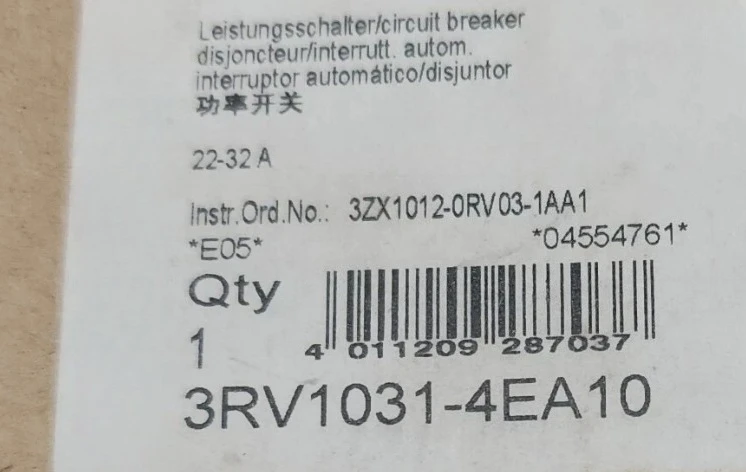 Leistungsschalter/circuit breaker
disjoncteur/interrutt. autom.
interruptor automático/disjuntor
功率开关
22-32 A
Instr.Ord.No.: 3ZX1012-0RV03-1AA1
*E05* *04554761*
Qty
1
4 011209 287037
3RV1031-4EA10